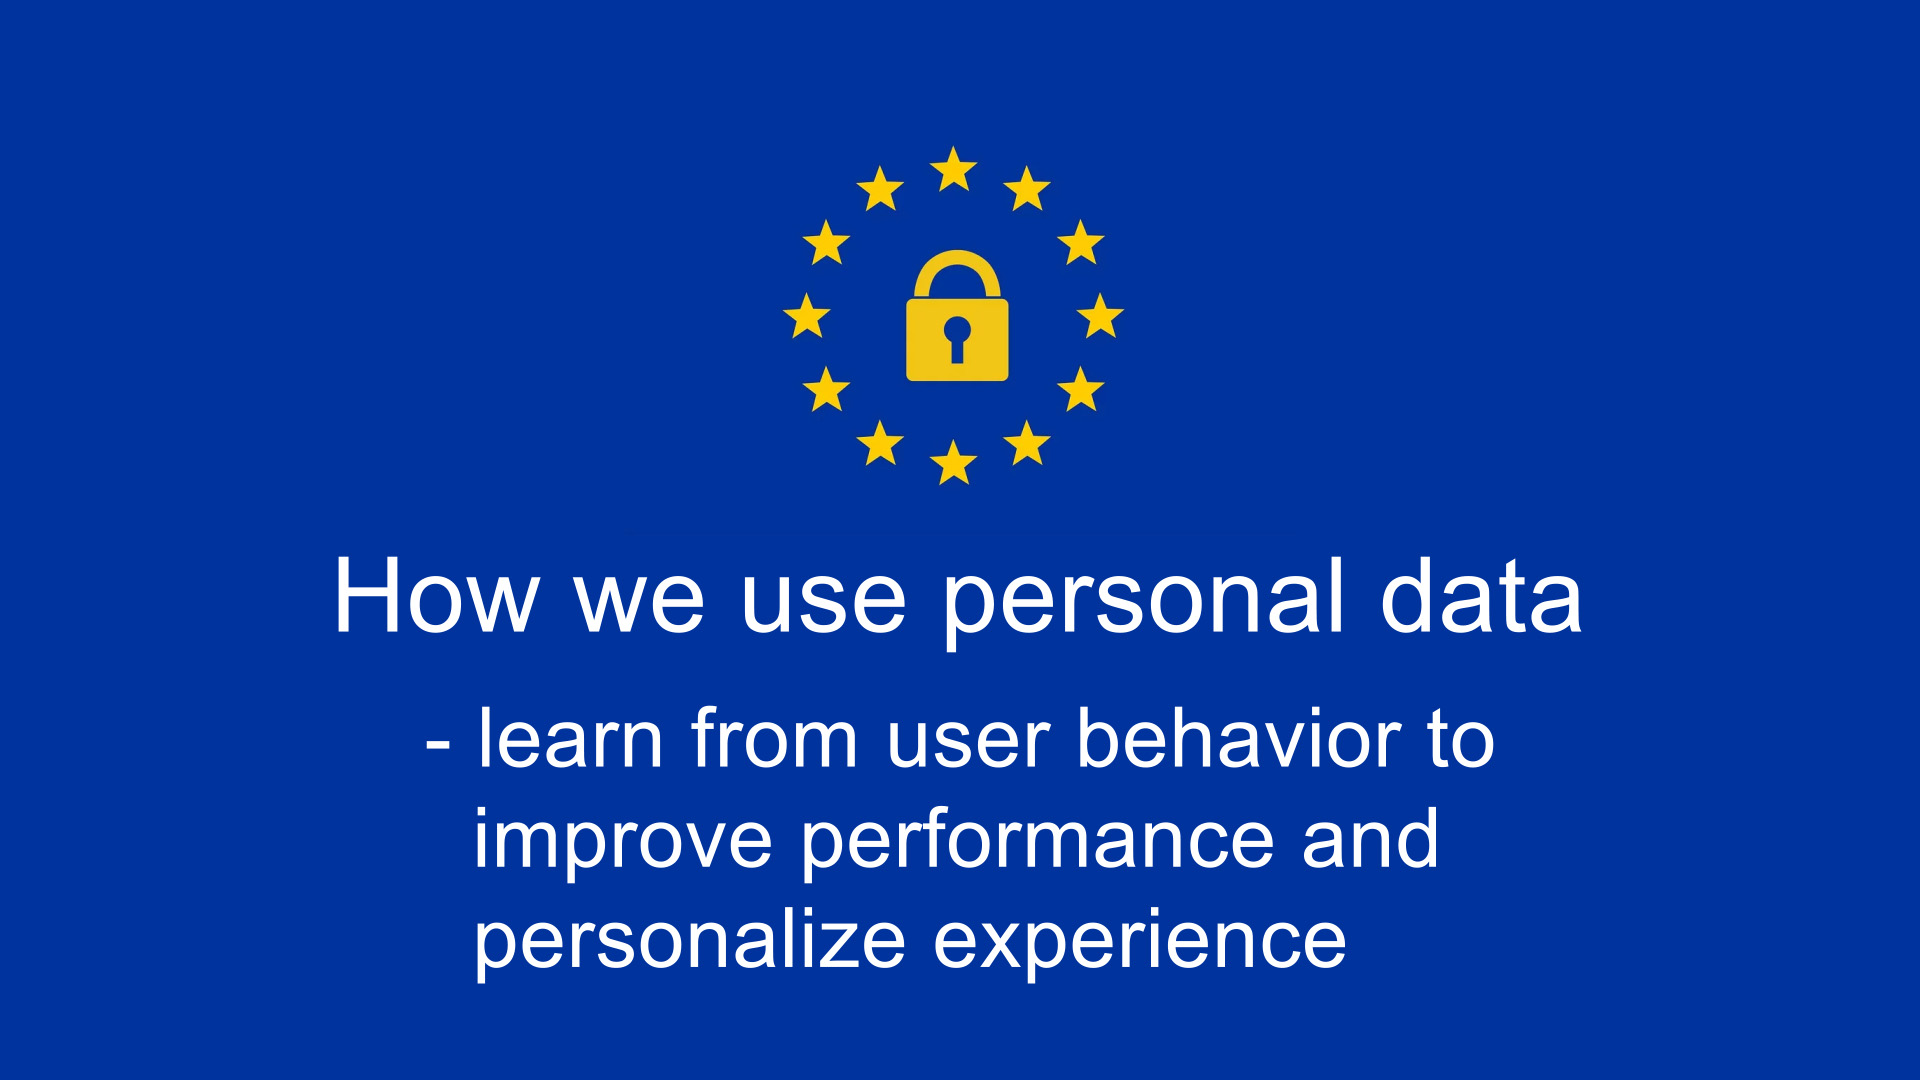 How we use personal data
- learn from user behavior to
improve performance and
personalize experience